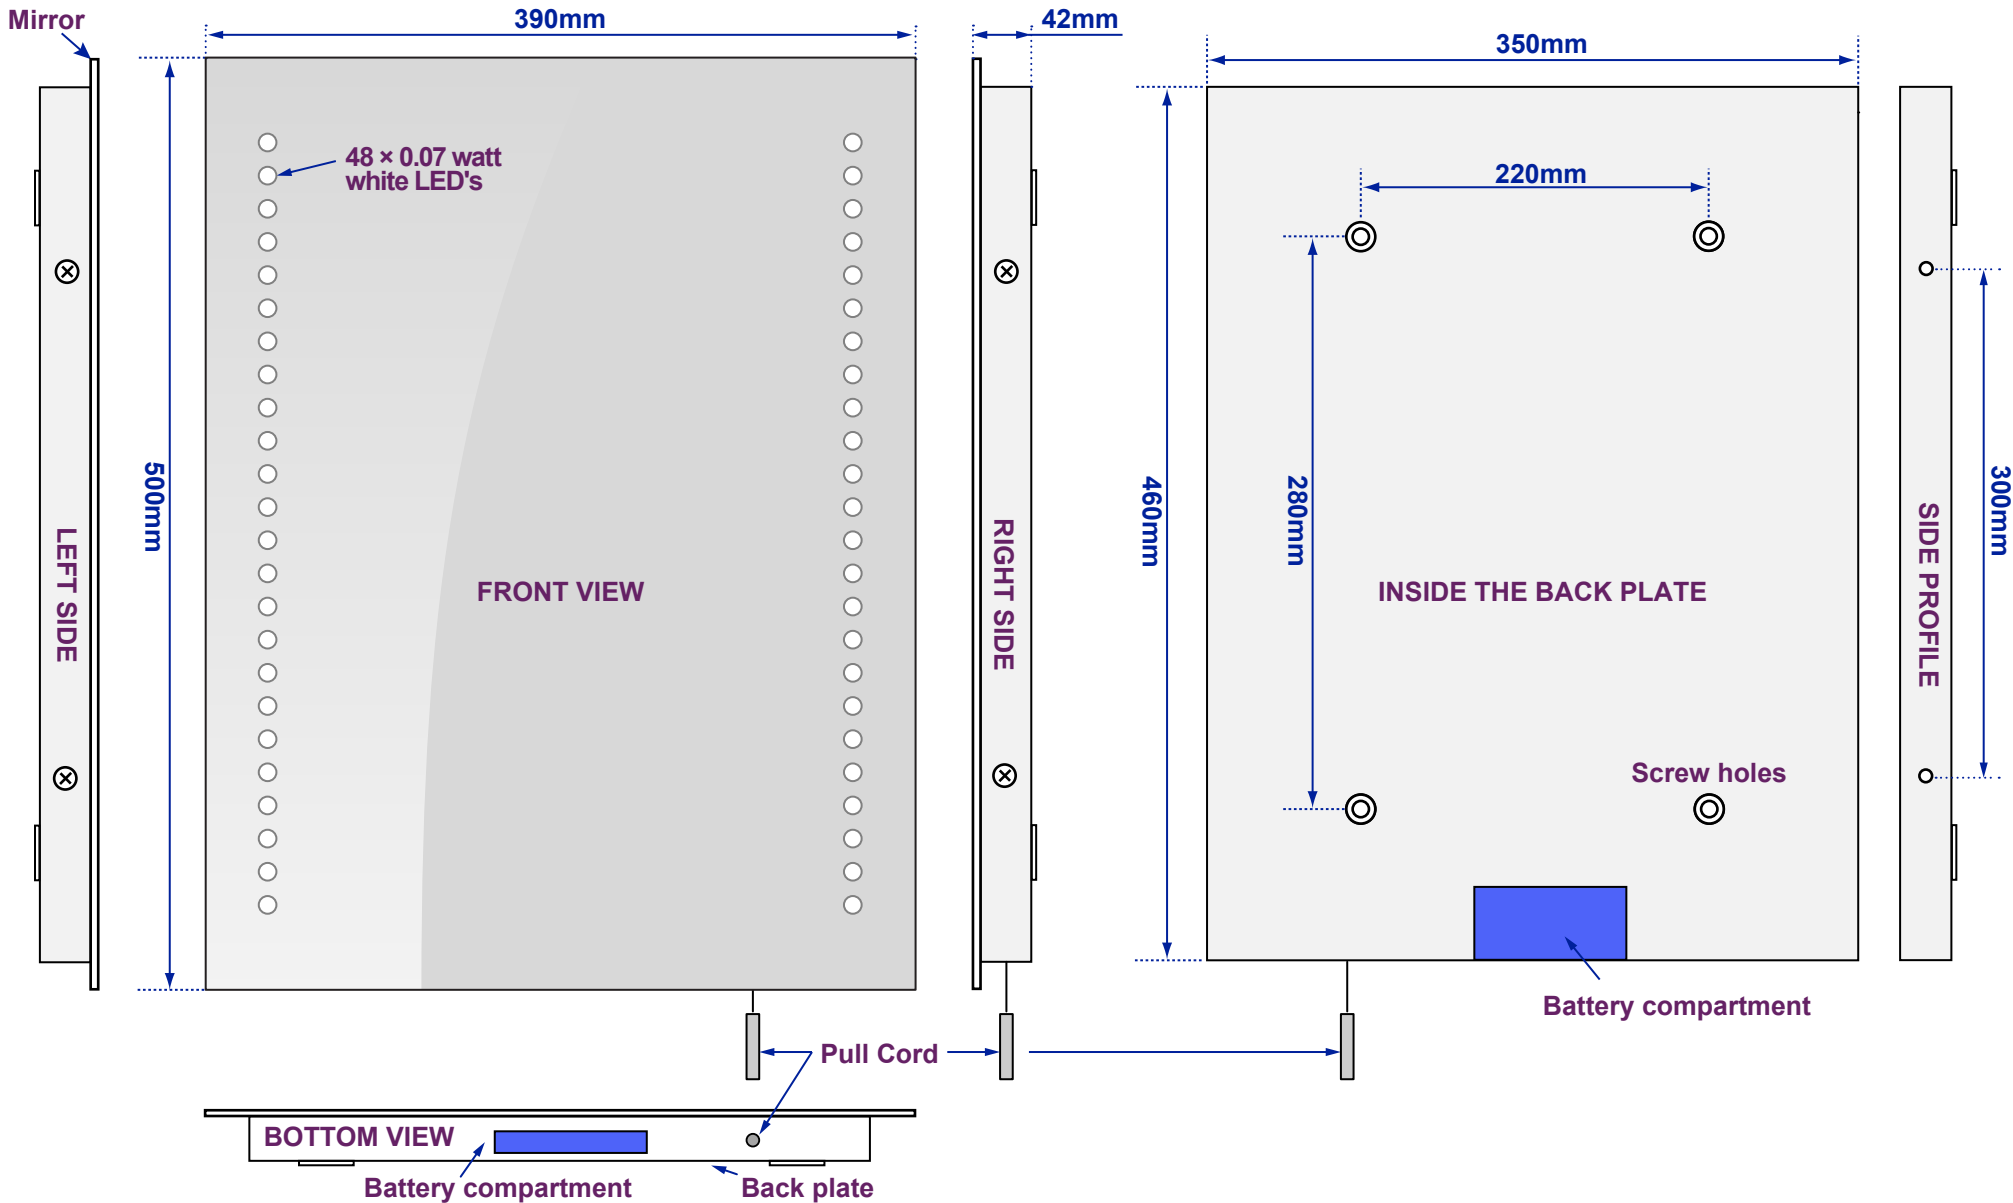 Mirror
390mm
42mm
350mm
48 × 0.07 watt
white LED's
220mm
500mm
460mm
280mm
300mm
LEFT SIDE
FRONT VIEW
RIGHT SIDE
INSIDE THE BACK PLATE
SIDE PROFILE
Screw holes
Battery compartment
Pull Cord
BOTTOM VIEW
Battery compartment
Back plate